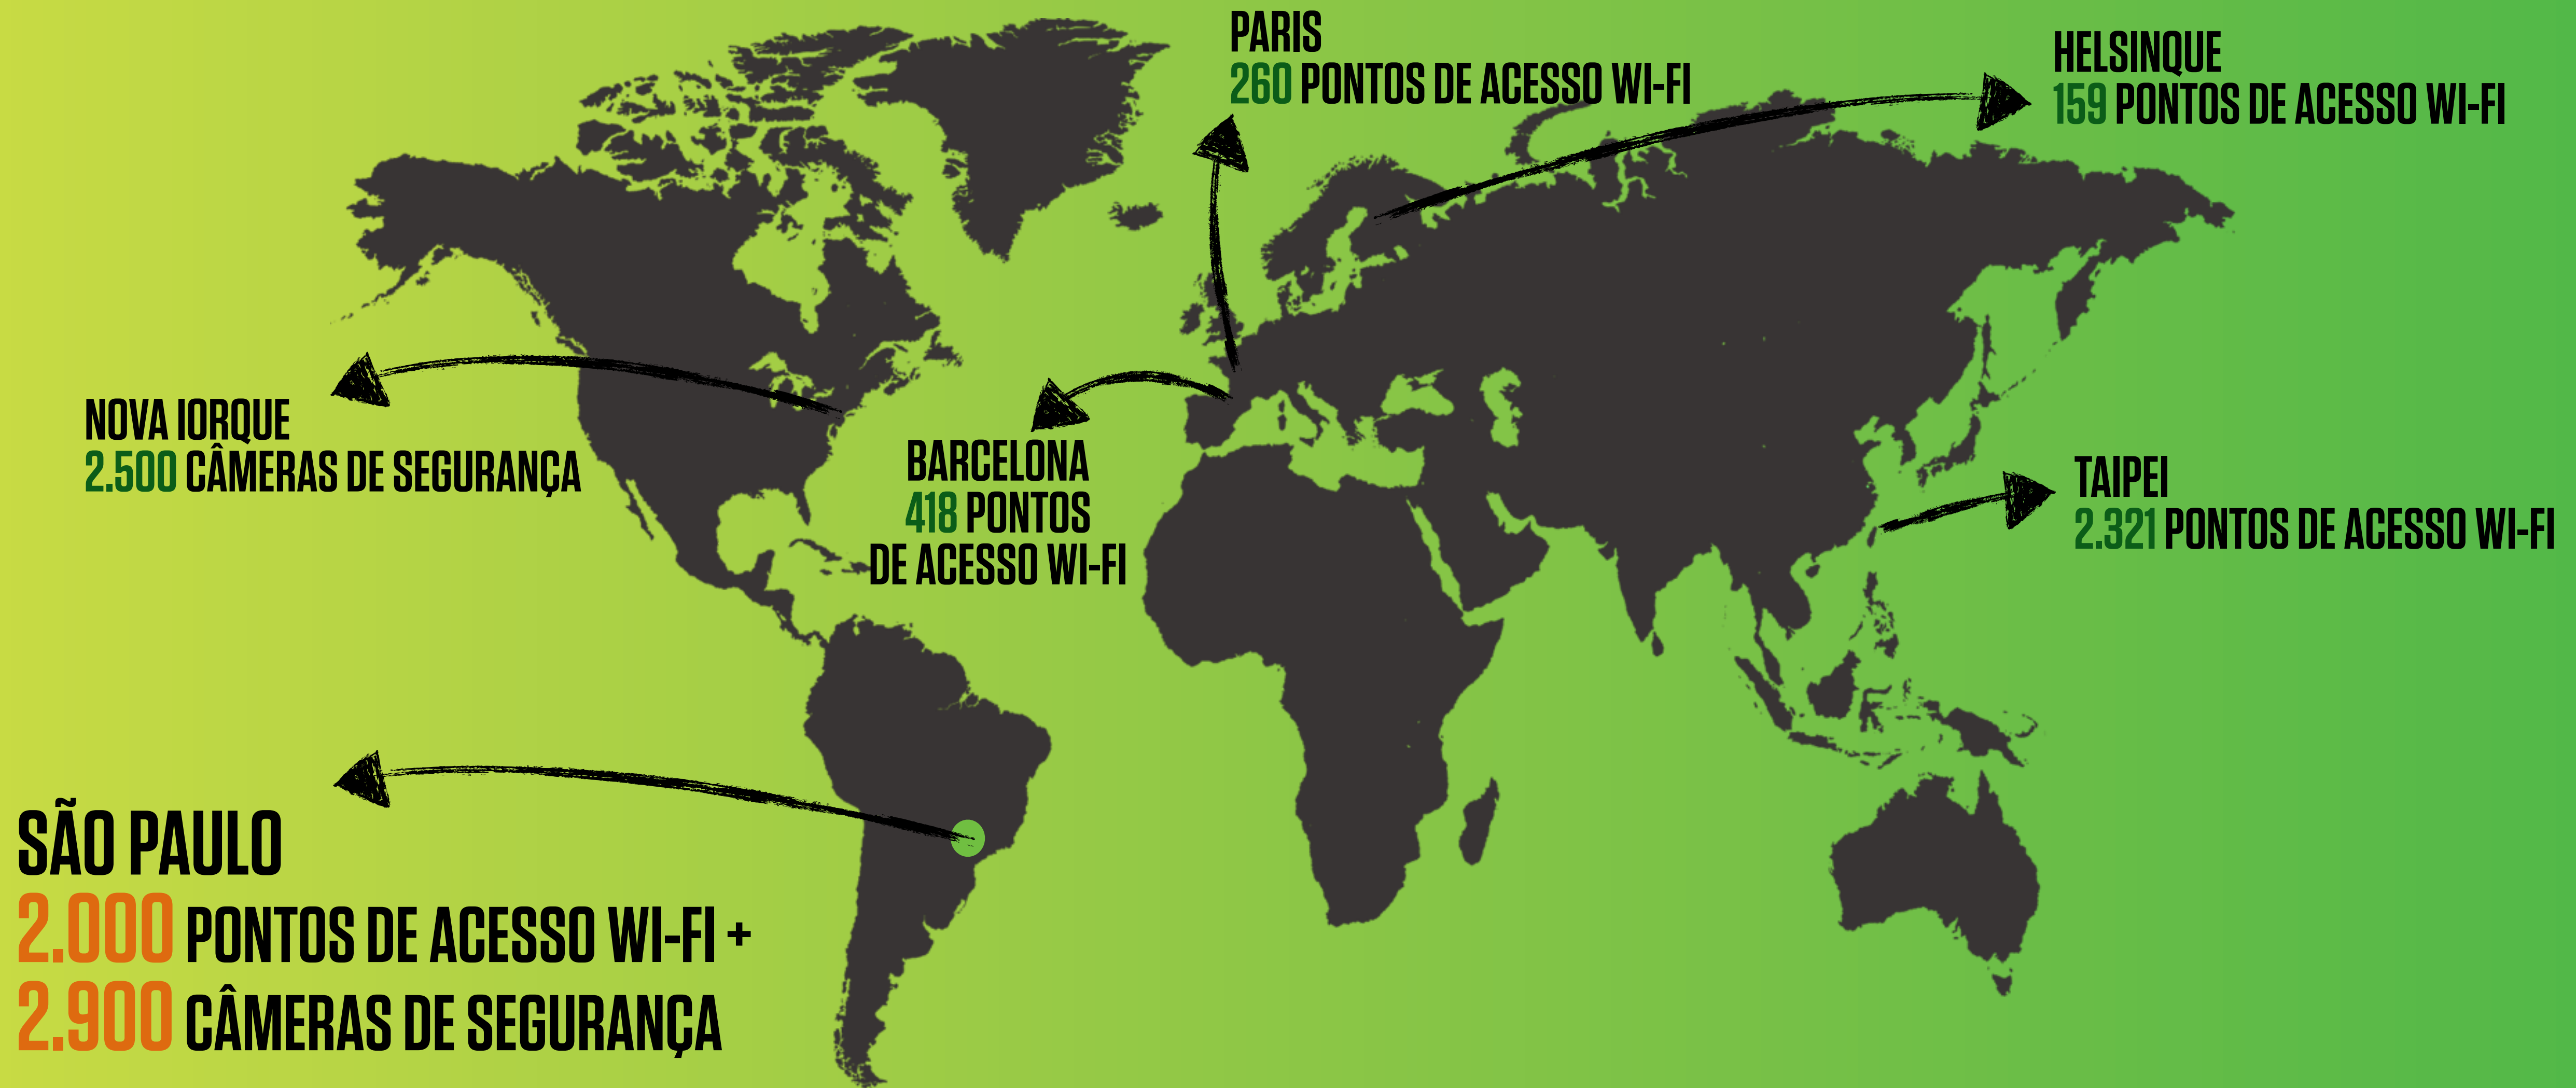 PARIS
260 PONTOS DE ACESSO WI-FI
HELSINQUE
159 PONTOS DE ACESSO WI-FI
NOVA IORQUE
2.500 CÂMERAS DE SEGURANÇA
BARCELONA
418 PONTOS
DE ACESSO WI-FI
TAIPEI
2.321 PONTOS DE ACESSO WI-FI
SÃO PAULO
2.000 PONTOS DE ACESSO WI-FI +
2.900 CÂMERAS DE SEGURANÇA